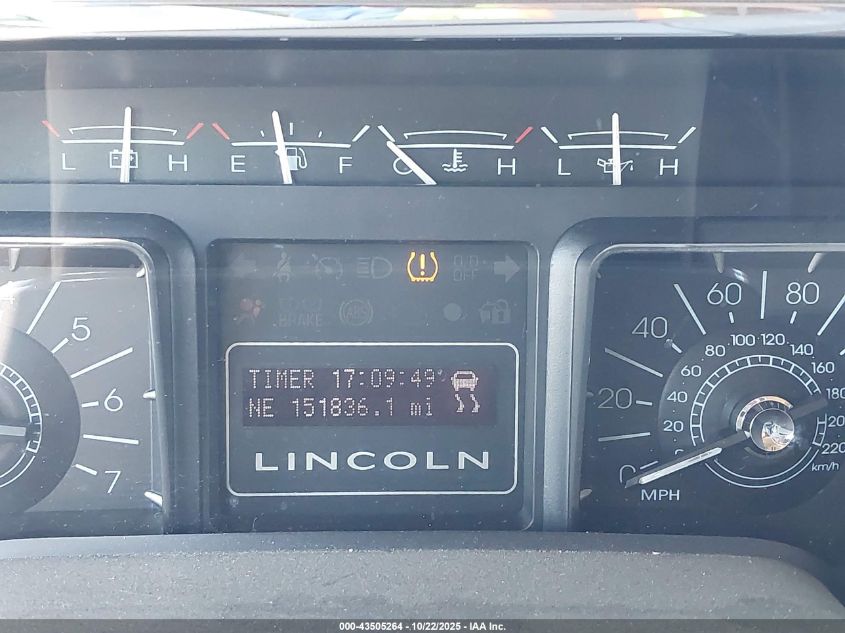 L H E F C H L H
OFF
BRAKE ABS
TIMER 17:09:49
NE 151836.1 mi
LINCOLN
5
6
7
0 20 40 60 80
MPH
0 20 40 60 80 100 120 140 160 180 200 220
km/h
000-43505264 - 10/22/2025 - IAA Inc.